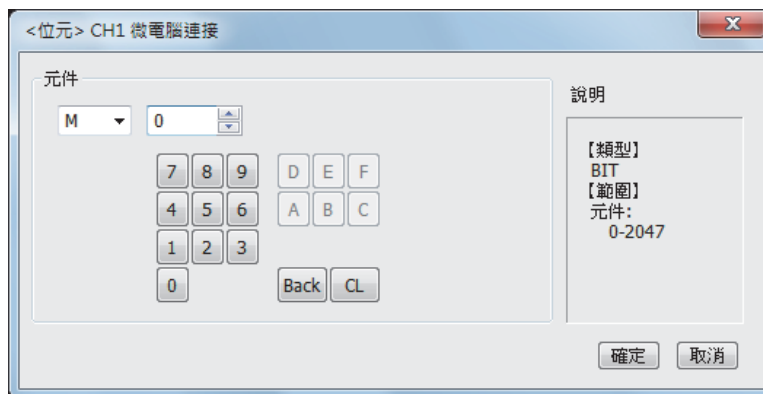 <位元> CH1 微電腦連接
元件
M 0
7 8 9 D E F
4 5 6 A B C
1 2 3
0 Back CL
說明
【類型】
BIT
【範圍】
元件:
0-2047
確定 取消